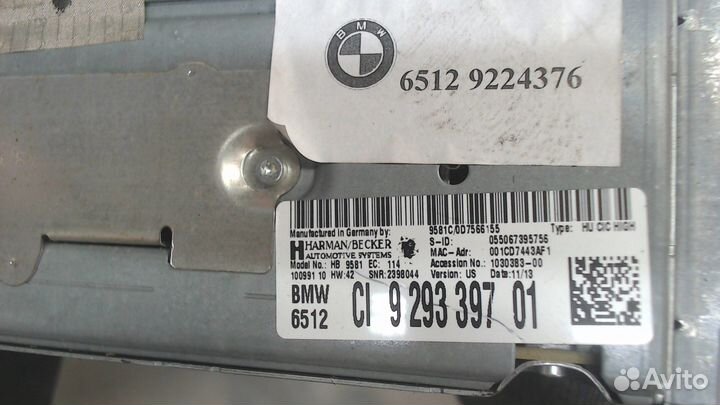 BMW
6512 9224376
Manufactured in Germany by: 9581C/0D7566155 Type: HU CIC HIGH
HARMAN/BECKER S-ID: 055067395756
AUTOMOTIVE SYSTEMS MAC-Adr: 001CD7443AF1
Model No.: HB 9581 EC: 114 Accession No.: 1030383-00
100991 10 HW:42 SNR:2398044 Version: US Date:11/13
BMW
6512
CI 9 293 397 01
Avito